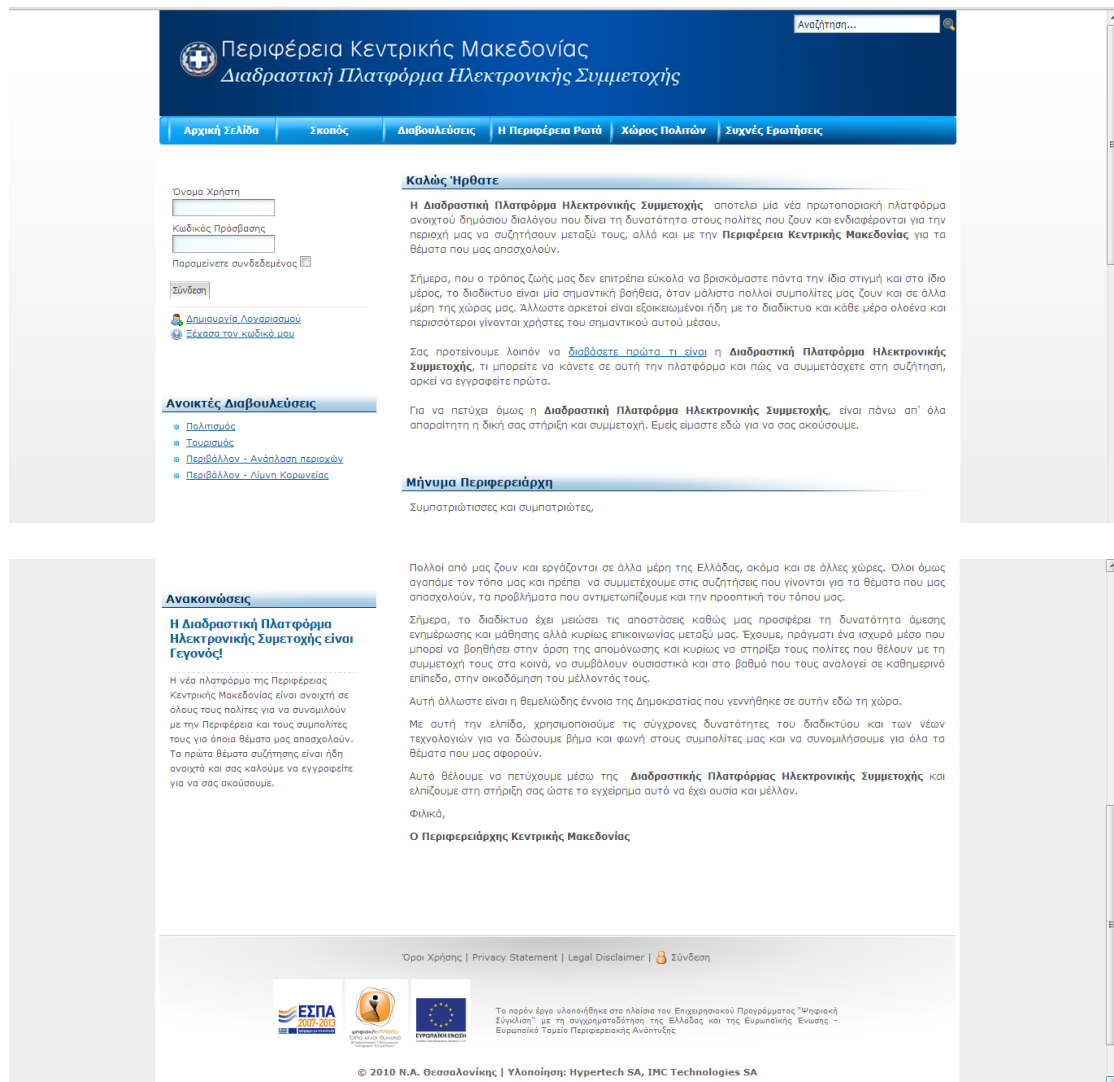 Αναζήτηση...
Περιφέρεια Κεντρικής Μακεδονίας
Διαδραστική Πλατφόρμα Ηλεκτρονικής Συμμετοχής
Αρχική Σελίδα
Σκοπός
Διαβουλεύσεις
Η Περιφέρεια Ρωτά
Χώρος Πολιτών
Συχνές Ερωτήσεις
Όνομα Χρήστη
Κωδικός Πρόσβασης
Παραμείνετε συνδεδεμένος
Σύνδεση
Δημιουργία Λογαριασμού
Ξέχασα τον κωδικό μου
Ανοικτές Διαβουλεύσεις
Πολιτισμός
Τουρισμός
Περιβάλλον - Ανάπλαση περιοχών
Περιβάλλον - Λίμνη Κορωνείας
Καλώς Ήρθατε
Η Διαδραστική Πλατφόρμα Ηλεκτρονικής Συμμετοχής αποτελεί μία νέα πρωτοποριακή πλατφόρμα
ανοιχτού δημόσιου διαλόγου που δίνει τη δυνατότητα στους πολίτες που ζουν και ενδιαφέρονται για την
περιοχή μας να συζητήσουν μεταξύ τους, αλλά και με την Περιφέρεια Κεντρικής Μακεδονίας για τα
θέματα που μας απασχολούν.
Σήμερα, που ο τρόπος ζωής μας δεν επιτρέπει εύκολα να βρισκόμαστε πάντα την ίδια στιγμή και στο ίδιο
μέρος, το διαδίκτυο είναι μία σημαντική βοήθεια, όταν μάλιστα πολλοί συμπολίτες μας ζουν και σε άλλα
μέρη της χώρας μας. Άλλωστε αρκετοί είναι εξοικειωμένοι ήδη με το διαδίκτυο και κάθε μέρα ολοένα και
περισσότεροι γίνονται χρήστες του σημαντικού αυτού μέσου.
Σας προτείνουμε λοιπόν να διαβάσετε πρώτα τι είναι η Διαδραστική Πλατφόρμα Ηλεκτρονικής
Συμμετοχής, τι μπορείτε να κάνετε σε αυτή την πλατφόρμα και πώς να συμμετάσχετε στη συζήτηση,
αρκεί να εγγραφείτε πρώτα.
Για να πετύχει όμως η Διαδραστική Πλατφόρμα Ηλεκτρονικής Συμμετοχής, είναι πάνω απ' όλα
απαραίτητη η δική σας στήριξη και συμμετοχή. Εμείς είμαστε εδώ για να σας ακούσουμε.
Μήνυμα Περιφερειάρχη
Συμπατριώτισσες και συμπατριώτες,
Πολλοί από μας ζουν και εργάζονται σε άλλα μέρη της Ελλάδας, ακόμα και σε άλλες χώρες. Όλοι όμως
αγαπάμε τον τόπο μας και πρέπει να συμμετέχουμε στις συζητήσεις που γίνονται για τα θέματα που μας
απασχολούν, τα προβλήματα που αντιμετωπίζουμε και την προοπτική του τόπου μας.
Σήμερα, το διαδίκτυο έχει μειώσει τις αποστάσεις καθώς μας προσφέρει τη δυνατότητα άμεσης
ενημέρωσης και μάθησης αλλά κυρίως επικοινωνίας μεταξύ μας. Έχουμε, πράγματι ένα ισχυρό μέσο που
μπορεί να βοηθήσει στην άρση της απομόνωσης και κυρίως να στηρίξει τους πολίτες που θέλουν με τη
συμμετοχή τους στα κοινά, να συμβάλουν ουσιαστικά και στο βαθμό που τους αναλογεί σε καθημερινό
επίπεδο, στην οικοδόμηση του μέλλοντός τους.
Αυτή άλλωστε είναι η θεμελιώδης έννοια της Δημοκρατίας που γεννήθηκε σε αυτήν εδώ τη χώρα.
Με αυτή την ελπίδα, χρησιμοποιούμε τις σύγχρονες δυνατότητες του διαδικτύου και των νέων
τεχνολογιών για να δώσουμε βήμα και φωνή στους συμπολίτες μας και να συνομιλήσουμε για όλα τα
θέματα που μας αφορούν.
Αυτό θέλουμε να πετύχουμε μέσω της Διαδραστικής Πλατφόρμας Ηλεκτρονικής Συμμετοχής και
ελπίζουμε στη στήριξη σας ώστε το εγχείρημα αυτό να έχει ουσία και μέλλον.
Φιλικά,
Ο Περιφερειάρχης Κεντρικής Μακεδονίας
Ανακοινώσεις
Η Διαδραστική Πλατφόρμα
Ηλεκτρονικής Συμετοχής είναι
Γεγονός!
Η νέα πλατφόρμα της Περιφέρειας
Κεντρικής Μακεδονίας είναι ανοιχτή σε
όλους τους πολίτες για να συνομιλούν
με την Περιφέρεια και τους συμπολίτες
τους για όποια θέματα μας απασχολούν.
Τα πρώτα θέματα συζήτησης είναι ήδη
ανοιχτά και σας καλούμε να εγγραφείτε
για να σας ακούσουμε.
Όροι Χρήσης | Privacy Statement | Legal Disclaimer | Σύνδεση
ΕΣΠΑ
2007-2013
ψηφιακή ελλάδα
Όλα είναι δυνατά
ΕΥΡΩΠΑΪΚΗ ΕΝΩΣΗ
Το παρόν έργο υλοποιήθηκε στα πλαίσια του Επιχειρησιακού Προγράμματος "Ψηφιακή
Σύγκλιση" με τη συγχρηματοδότηση της Ελλάδας και της Ευρωπαϊκής Ένωσης -
Ευρωπαϊκό Ταμείο Περιφερειακής Ανάπτυξης
© 2010 Ν.Α. Θεσσαλονίκης | Υλοποίηση: Hypertech SA, IMC Technologies SA